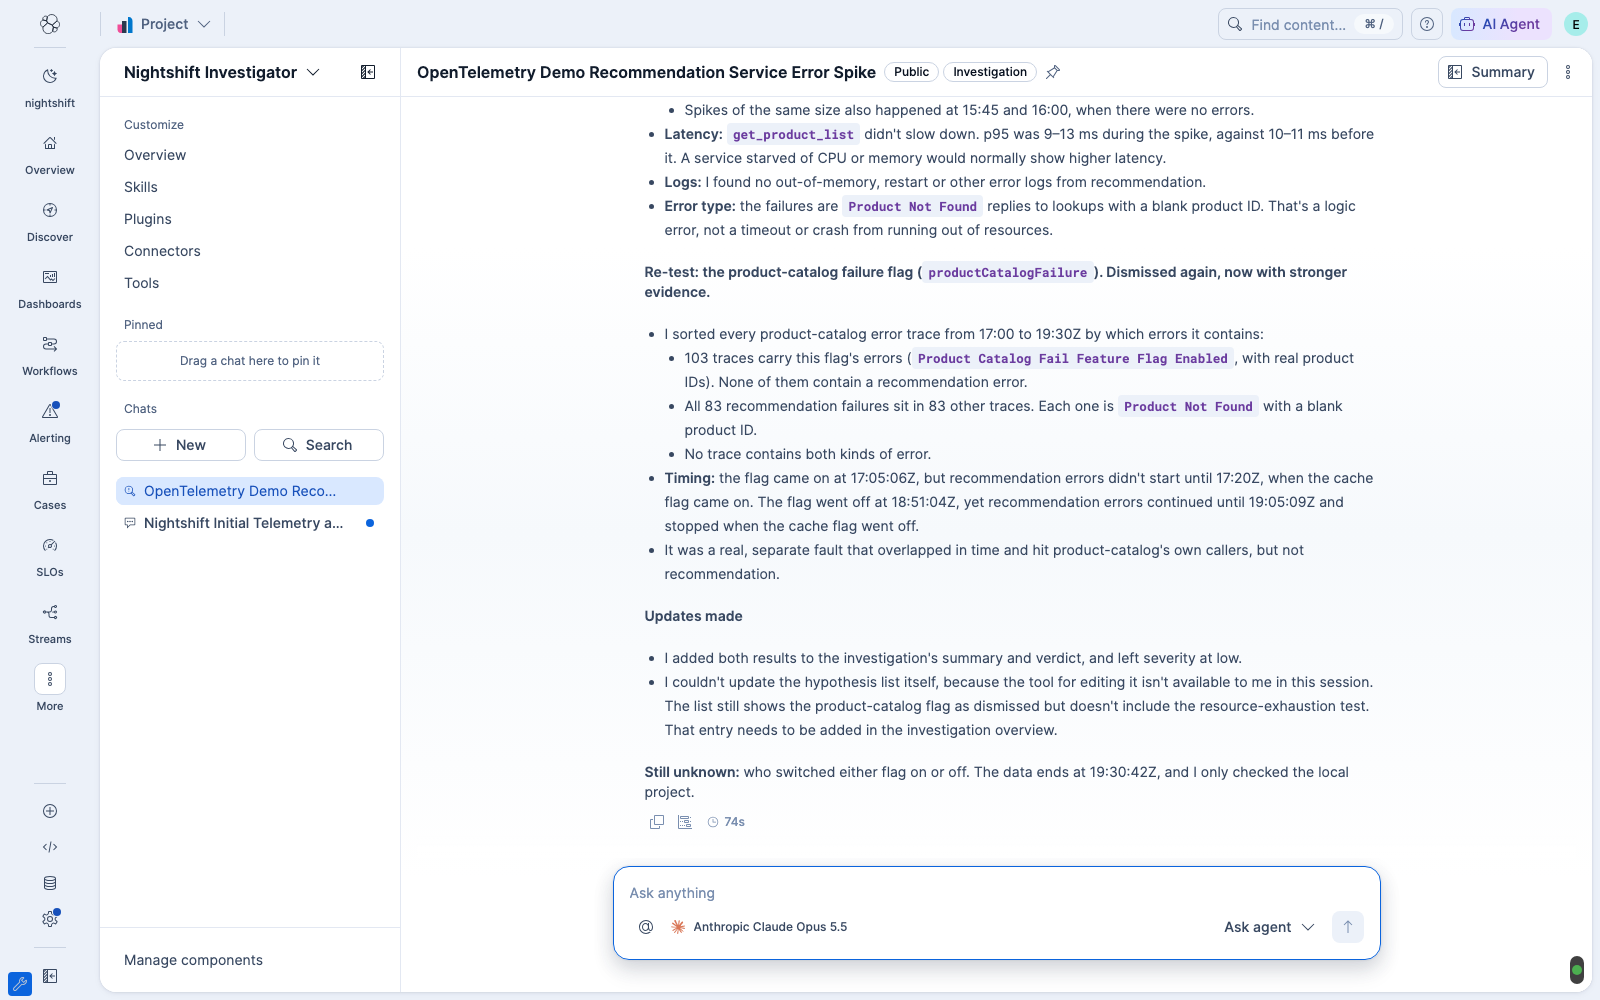 Project
Find content...
⌘ /
AI Agent
E
nightshift
Overview
Discover
Dashboards
Workflows
Alerting
Cases
SLOs
Streams
More
Nightshift Investigator
Customize
Overview
Skills
Plugins
Connectors
Tools
Pinned
Drag a chat here to pin it
Chats
New
Search
OpenTelemetry Demo Reco...
Nightshift Initial Telemetry a...
Manage components
OpenTelemetry Demo Recommendation Service Error Spike
Public
Investigation
Summary
Spikes of the same size also happened at 15:45 and 16:00, when there were no errors.
Latency: get_product_list didn't slow down. p95 was 9–13 ms during the spike, against 10–11 ms before
it. A service starved of CPU or memory would normally show higher latency.
Logs: I found no out-of-memory, restart or other error logs from recommendation.
Error type: the failures are Product Not Found replies to lookups with a blank product ID. That's a logic
error, not a timeout or crash from running out of resources.
Re-test: the product-catalog failure flag ( productCatalogFailure ). Dismissed again, now with stronger
evidence.
I sorted every product-catalog error trace from 17:00 to 19:30Z by which errors it contains:
103 traces carry this flag's errors ( Product Catalog Fail Feature Flag Enabled , with real product
IDs). None of them contain a recommendation error.
All 83 recommendation failures sit in 83 other traces. Each one is Product Not Found with a blank
product ID.
No trace contains both kinds of error.
Timing: the flag came on at 17:05:06Z, but recommendation errors didn't start until 17:20Z, when the cache
flag came on. The flag went off at 18:51:04Z, yet recommendation errors continued until 19:05:09Z and
stopped when the cache flag went off.
It was a real, separate fault that overlapped in time and hit product-catalog's own callers, but not
recommendation.
Updates made
I added both results to the investigation's summary and verdict, and left severity at low.
I couldn't update the hypothesis list itself, because the tool for editing it isn't available to me in this session.
The list still shows the product-catalog flag as dismissed but doesn't include the resource-exhaustion test.
That entry needs to be added in the investigation overview.
Still unknown: who switched either flag on or off. The data ends at 19:30:42Z, and I only checked the local
project.
74s
Ask anything
Anthropic Claude Opus 5.5
Ask agent